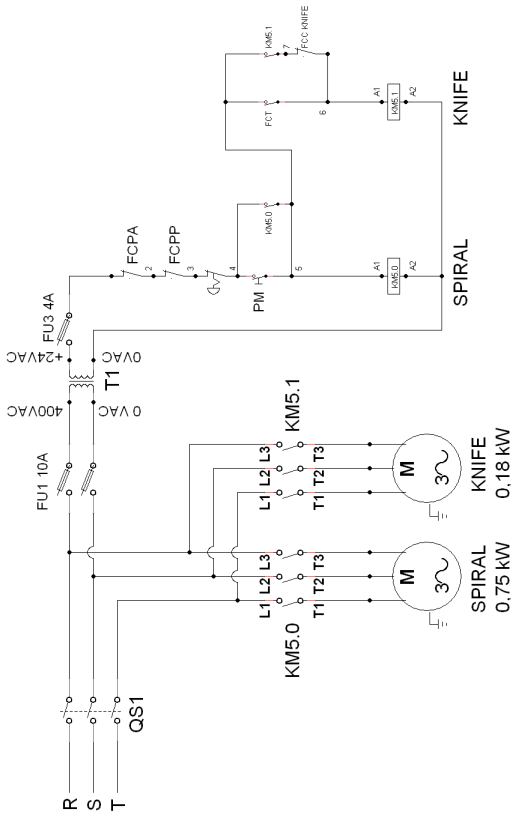 R
S
T
QS1
FU1 10A
400VAC
0 VAC
T1
+24VAC
0VAC
FU3 4A
FCPA
2
FCPP
3
4
PM
KM5.0
5
A1
KM5.0
A2
SPIRAL
KM5.1
7
FCC KNIFE
FCT
6
A1
KM5.1
A2
KNIFE
KM5.0
L1 L2 L3
T1 T2 T3
M
3
SPIRAL
0,75 kW
KM5.1
L1 L2 L3
T1 T2 T3
M
3
KNIFE
0,18 kW